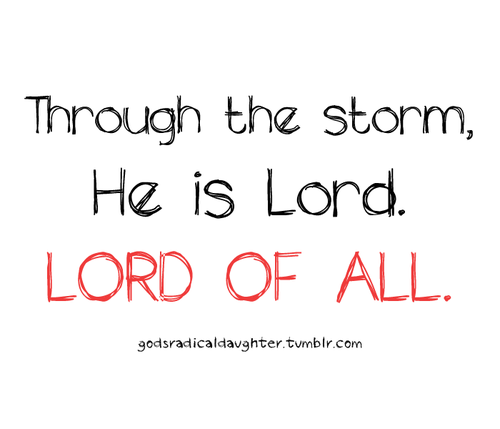 Through the storm,
He is Lord.
LORD OF ALL.
godsradicaldaughter.tumblr.com